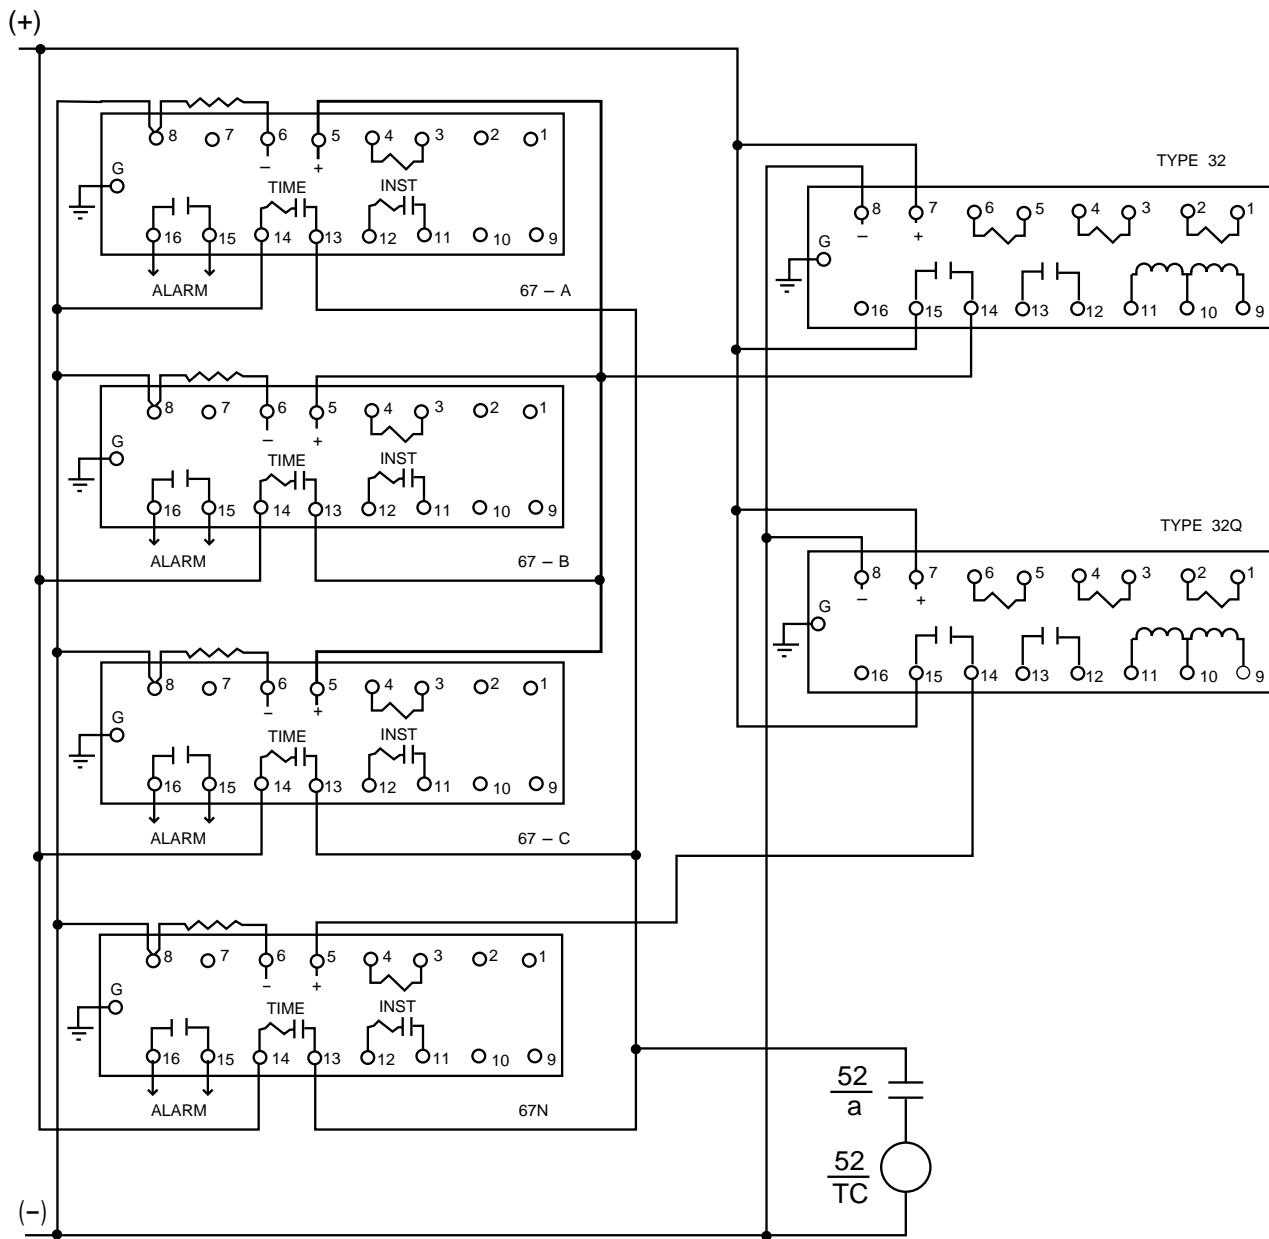 (+)
8 7 6 5 4 3 2 1
– +
G
TIME INST
16 15 14 13 12 11 10 9
ALARM 67 – A
TYPE 32
8 7 6 5 4 3 2 1
– +
G
16 15 14 13 12 11 10 9
8 7 6 5 4 3 2 1
– +
G
TIME INST
16 15 14 13 12 11 10 9
ALARM 67 – B
TYPE 32Q
8 7 6 5 4 3 2 1
– +
G
16 15 14 13 12 11 10 9
8 7 6 5 4 3 2 1
– +
G
TIME INST
16 15 14 13 12 11 10 9
ALARM 67 – C
8 7 6 5 4 3 2 1
– +
G
TIME INST
16 15 14 13 12 11 10 9
ALARM 67N
52
a
52
TC
(–)